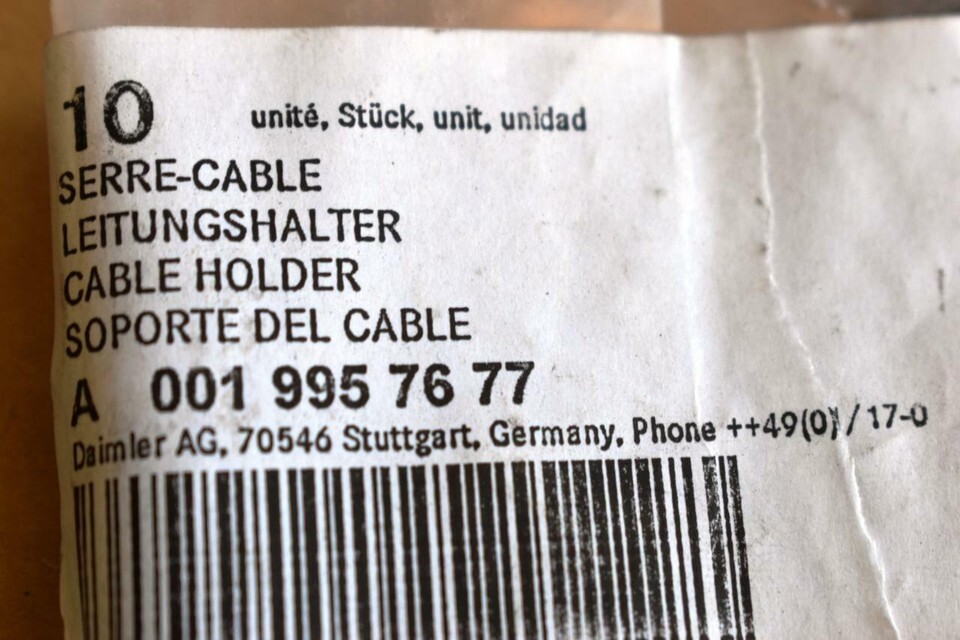 10 unité, Stück, unit, unidad
SERRE-CABLE
LEITUNGSHALTER
CABLE HOLDER
SOPORTE DEL CABLE
A 001 995 76 77
Daimler AG, 70546 Stuttgart, Germany, Phone ++49(0)/17-0